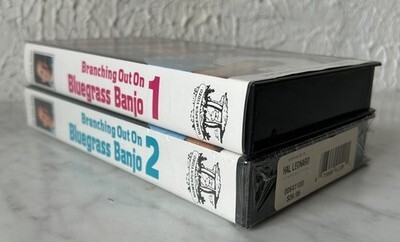 Branching Out On
Bluegrass Banjo 1
Branching Out On
Bluegrass Banjo 2
HAL LEONARD